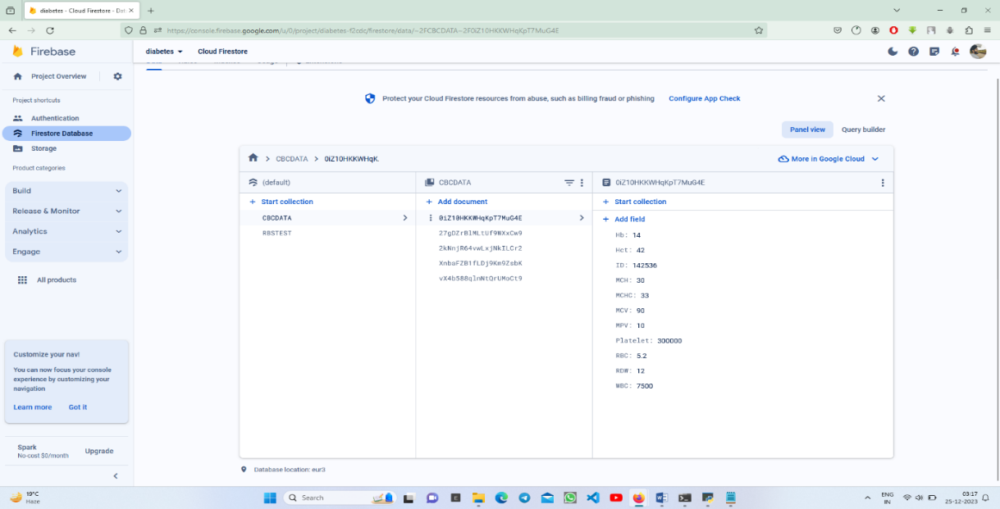 diabetes - Cloud Firestore - Dat
https://console.firebase.google.com/u/0/project/diabetes-f2cdc/firestore/data/~2FCBCDATA~2F0iZ10HKKWHqKpT7MuG4E
Firebase
diabetes
Cloud Firestore
Project Overview
Project shortcuts
Authentication
Firestore Database
Storage
Product categories
Build
Release & Monitor
Analytics
Engage
All products
Customize your nav!
You can now focus your console
experience by customizing your
navigation
Learn more Got it
Spark
No-cost $0/month
Upgrade
Protect your Cloud Firestore resources from abuse, such as billing fraud or phishing Configure App Check
Panel view Query builder
CBCDATA 0iZ10HKKWHqK.
More in Google Cloud
(default)
+ Start collection
CBCDATA
RBSTEST
CBCDATA
+ Add document
0iZ10HKKWHqKpT7MuG4E
27gDZrBlMLtUf9WXxCw9
2kNnjR64vwLxjNkILCr2
XnbaFZB1fLDj9Km9ZsbK
vX4b588qlnNtQrUMoCt9
0iZ10HKKWHqKpT7MuG4E
+ Start collection
+ Add field
Hb: 14
Hct: 42
ID: 142536
MCH: 30
MCHC: 33
MCV: 90
MPV: 10
Platelet: 300000
RBC: 5.2
RDW: 12
WBC: 7500
Database location: eur3
19°C
Haze
Search
ENG
IN
03:17
25-12-2023